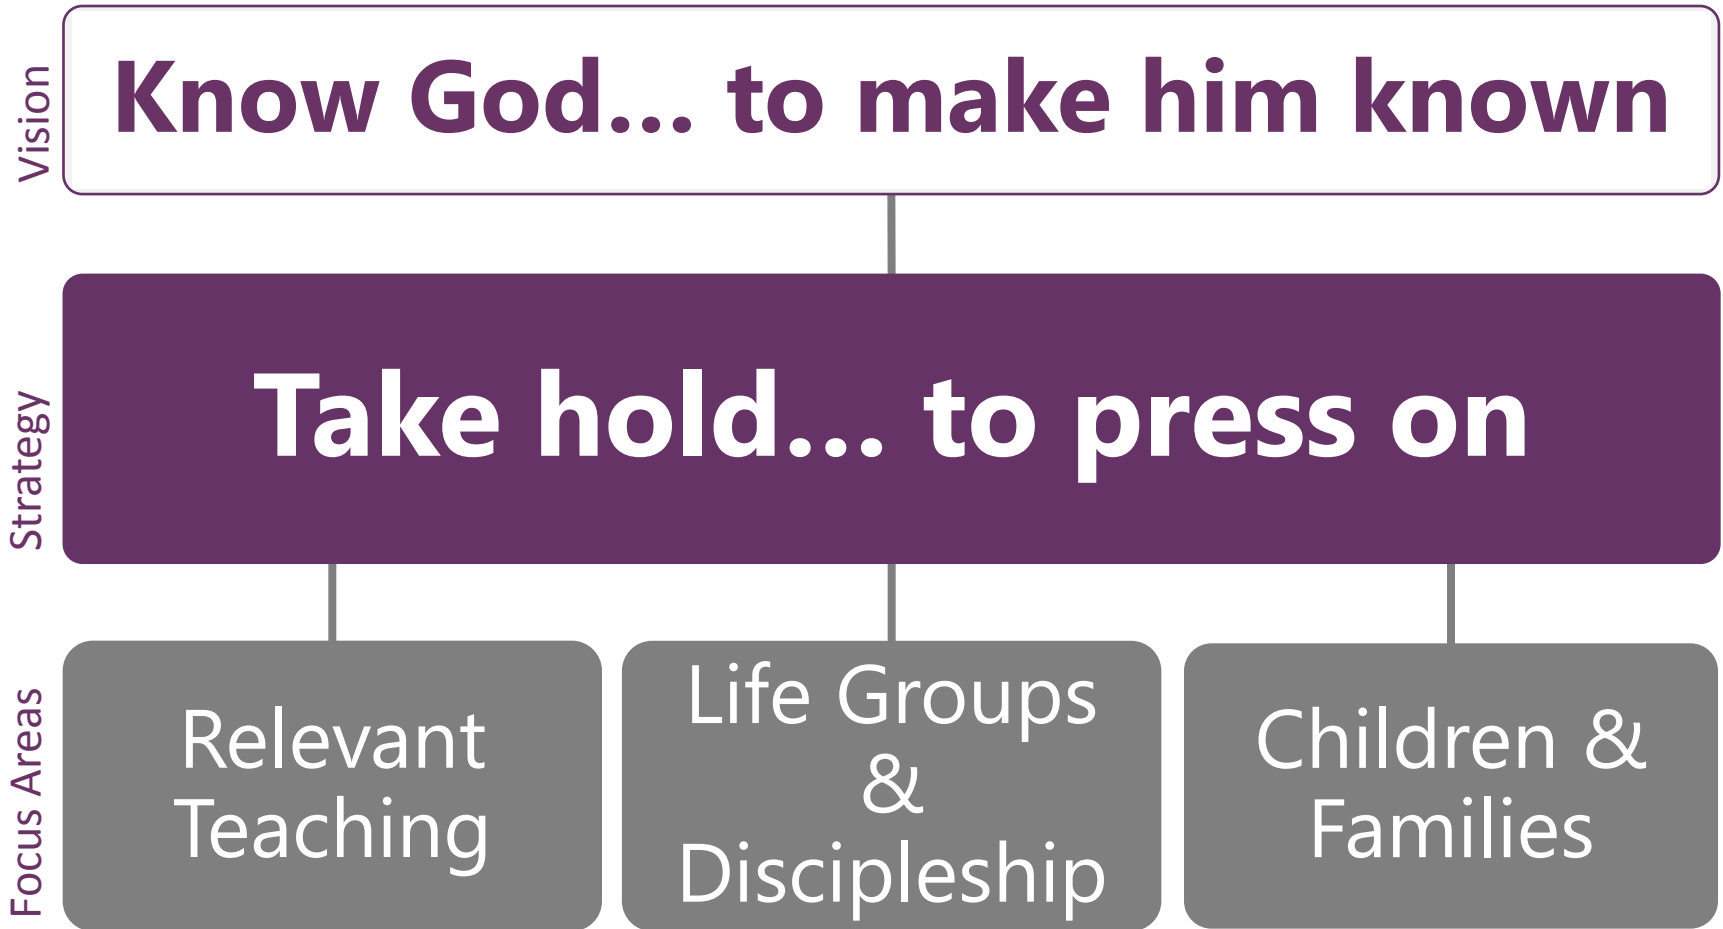 Vision
Know God... to make him known
Strategy
Take hold... to press on
Focus Areas
Relevant
Teaching
Life Groups
&
Discipleship
Children &
Families